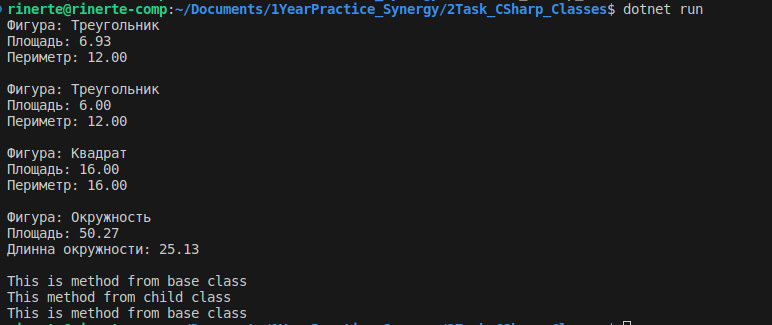 rinerte@rinerte-comp:~/Documents/1YearPractice_Synergy/2Task_CSharp_Classes$ dotnet run
Фигура: Треугольник
Площадь: 6.93
Периметр: 12.00
Фигура: Треугольник
Площадь: 6.00
Периметр: 12.00
Фигура: Квадрат
Площадь: 16.00
Периметр: 16.00
Фигура: Окружность
Площадь: 50.27
Длинна окружности: 25.13
This is method from base class
This method from child class
This is method from base class